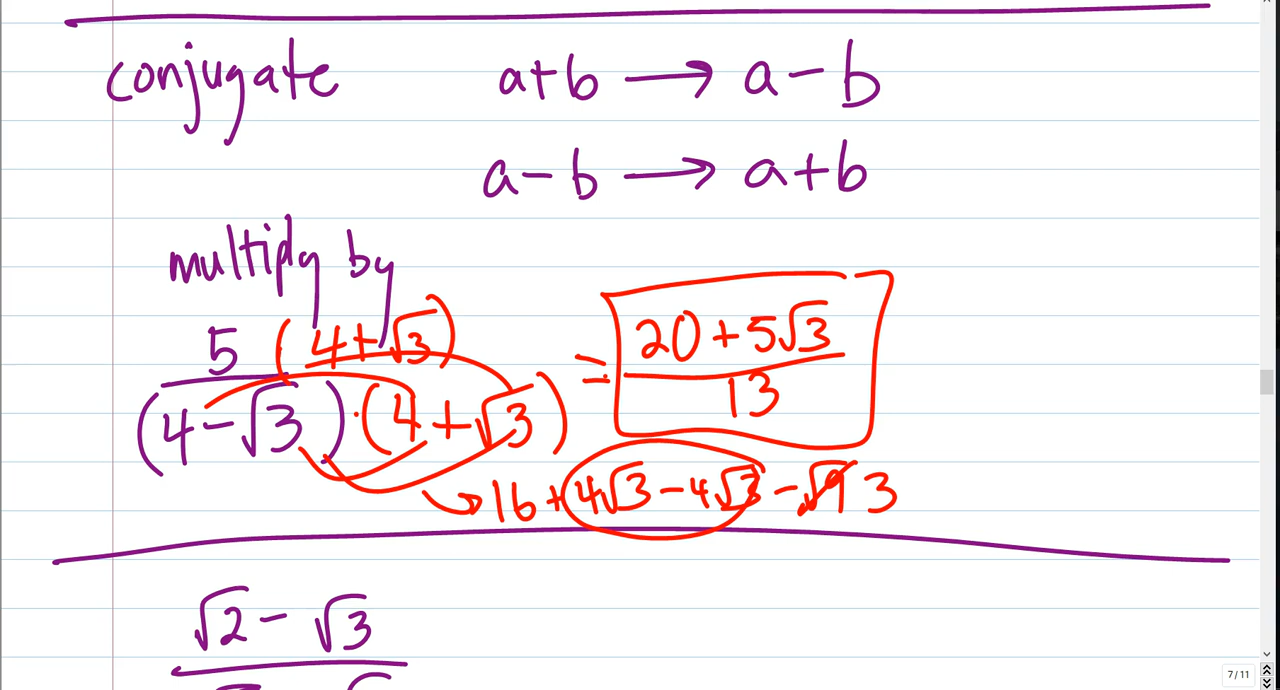 conjugate a+b → a-b
a-b → a+b
multiply by
5 (4+√3)
(4-√3)·(4+√3)
= 20+5√3
13
→ 16+4√3-4√3-√9 3
√2-√3
7/11